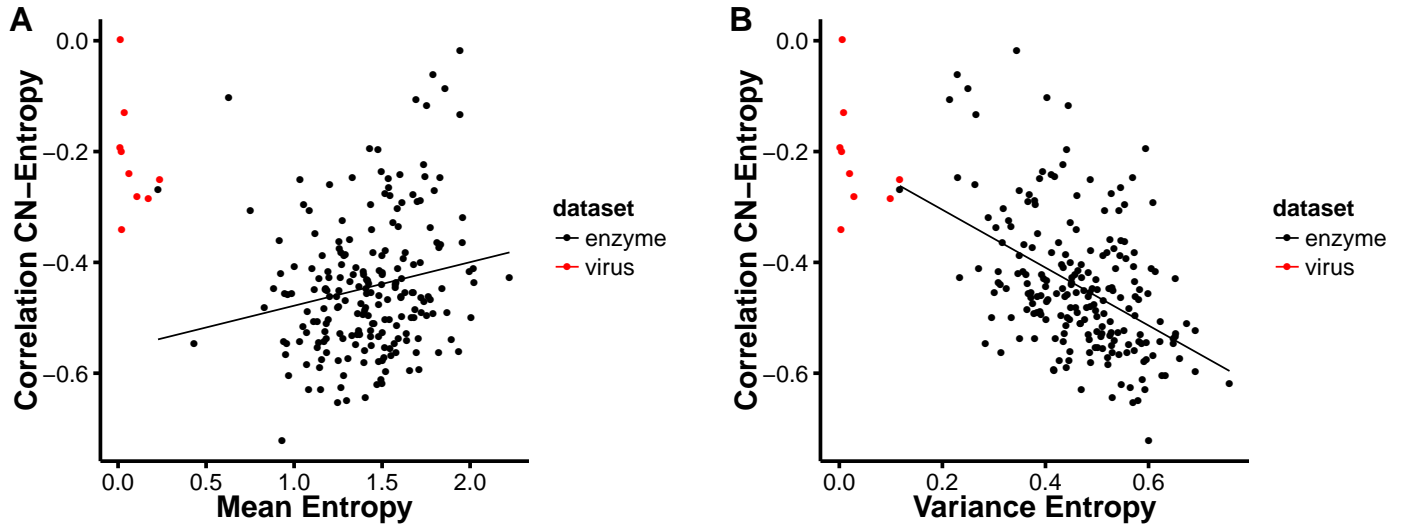 A
Correlation CN−Entropy
0.0
−0.2
−0.4
−0.6
0.0 0.5 1.0 1.5 2.0
Mean Entropy
dataset
enzyme
virus
B
Correlation CN−Entropy
0.0
−0.2
−0.4
−0.6
0.0 0.2 0.4 0.6
Variance Entropy
dataset
enzyme
virus